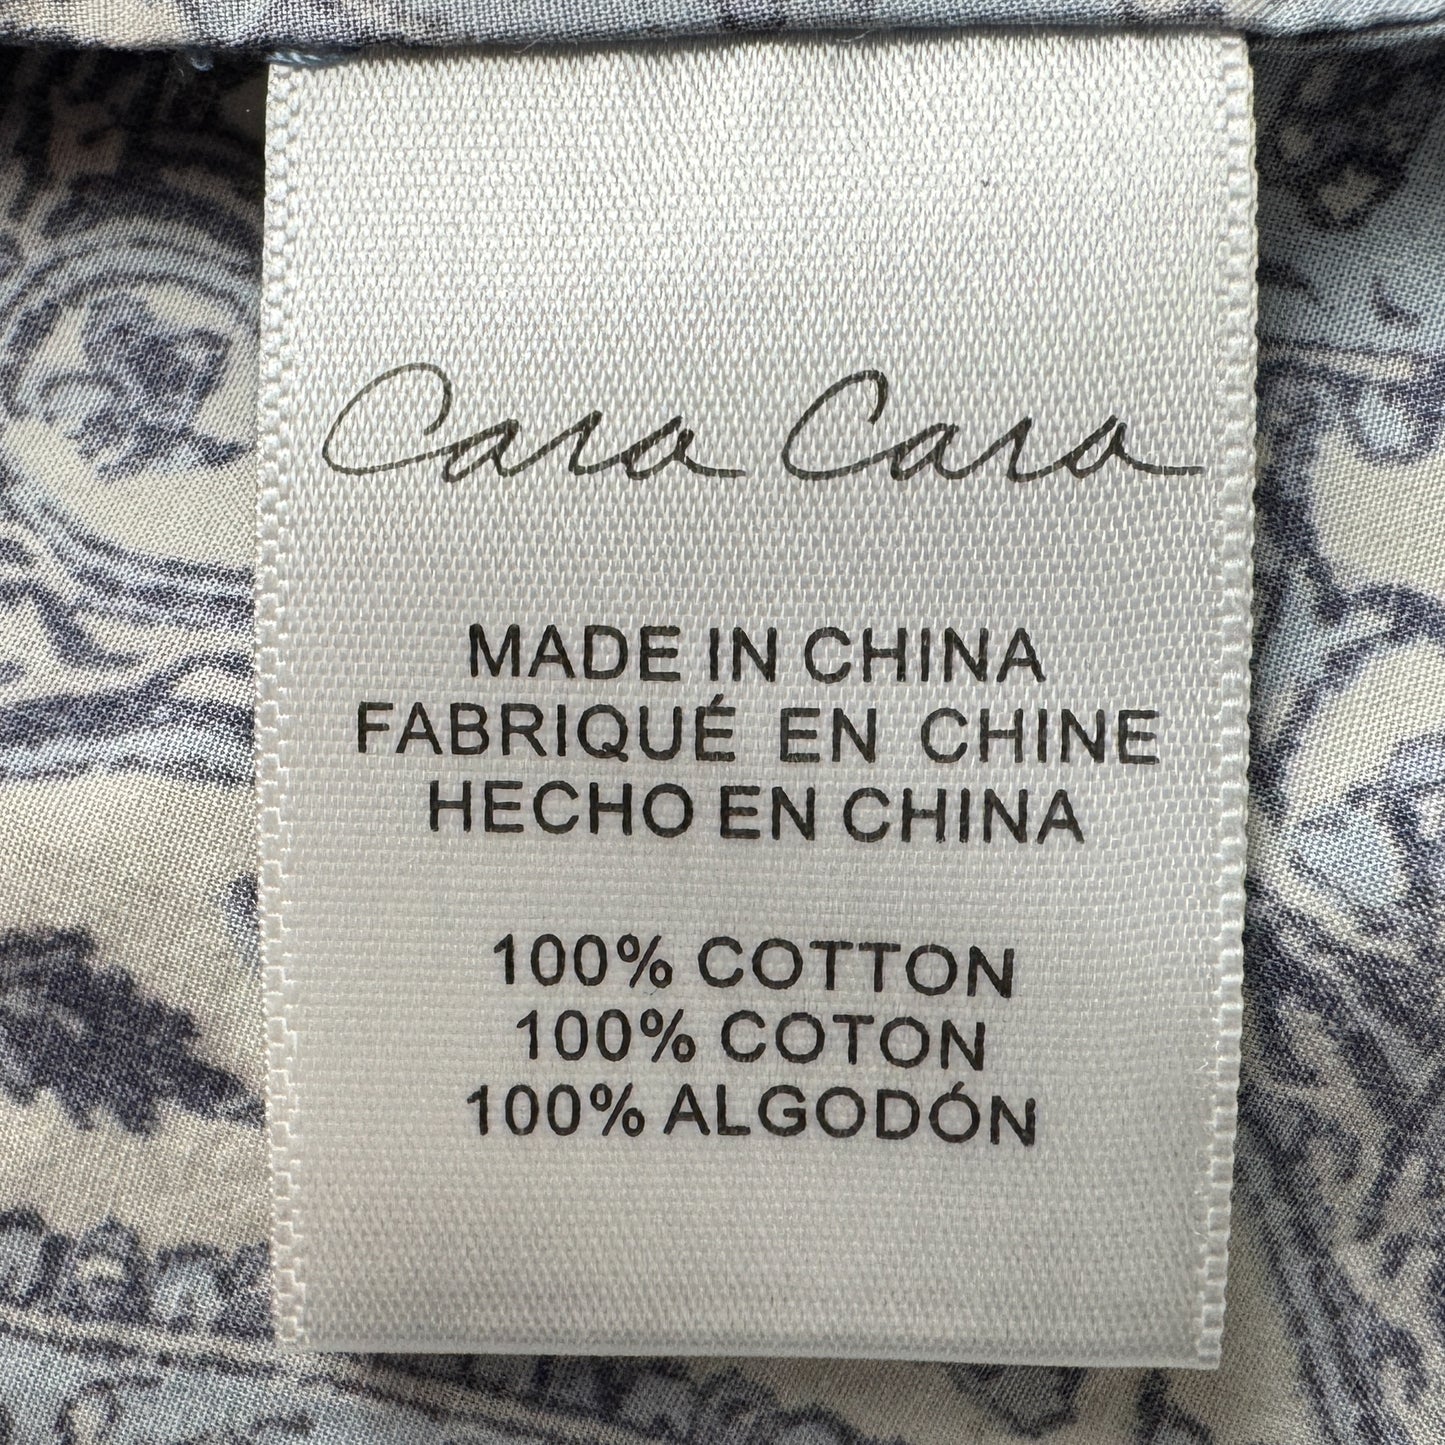 Cara Cara
MADE IN CHINA
FABRIQUÉ EN CHINE
HECHO EN CHINA
100% COTTON
100% COTON
100% ALGODÓN